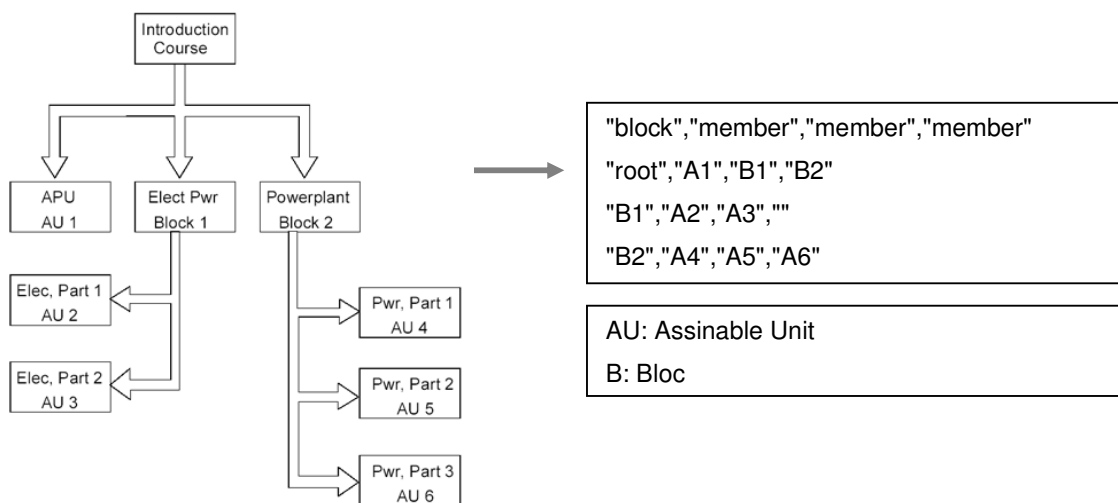 Introduction
Course
APU
AU 1
Elect Pwr
Block 1
Powerplant
Block 2
Elec, Part 1
AU 2
Elec, Part 2
AU 3
Pwr, Part 1
AU 4
Pwr, Part 2
AU 5
Pwr, Part 3
AU 6
"block","member","member","member"
"root","A1","B1","B2"
"B1","A2","A3",""
"B2","A4","A5","A6"
AU: Assinable Unit
B: Bloc